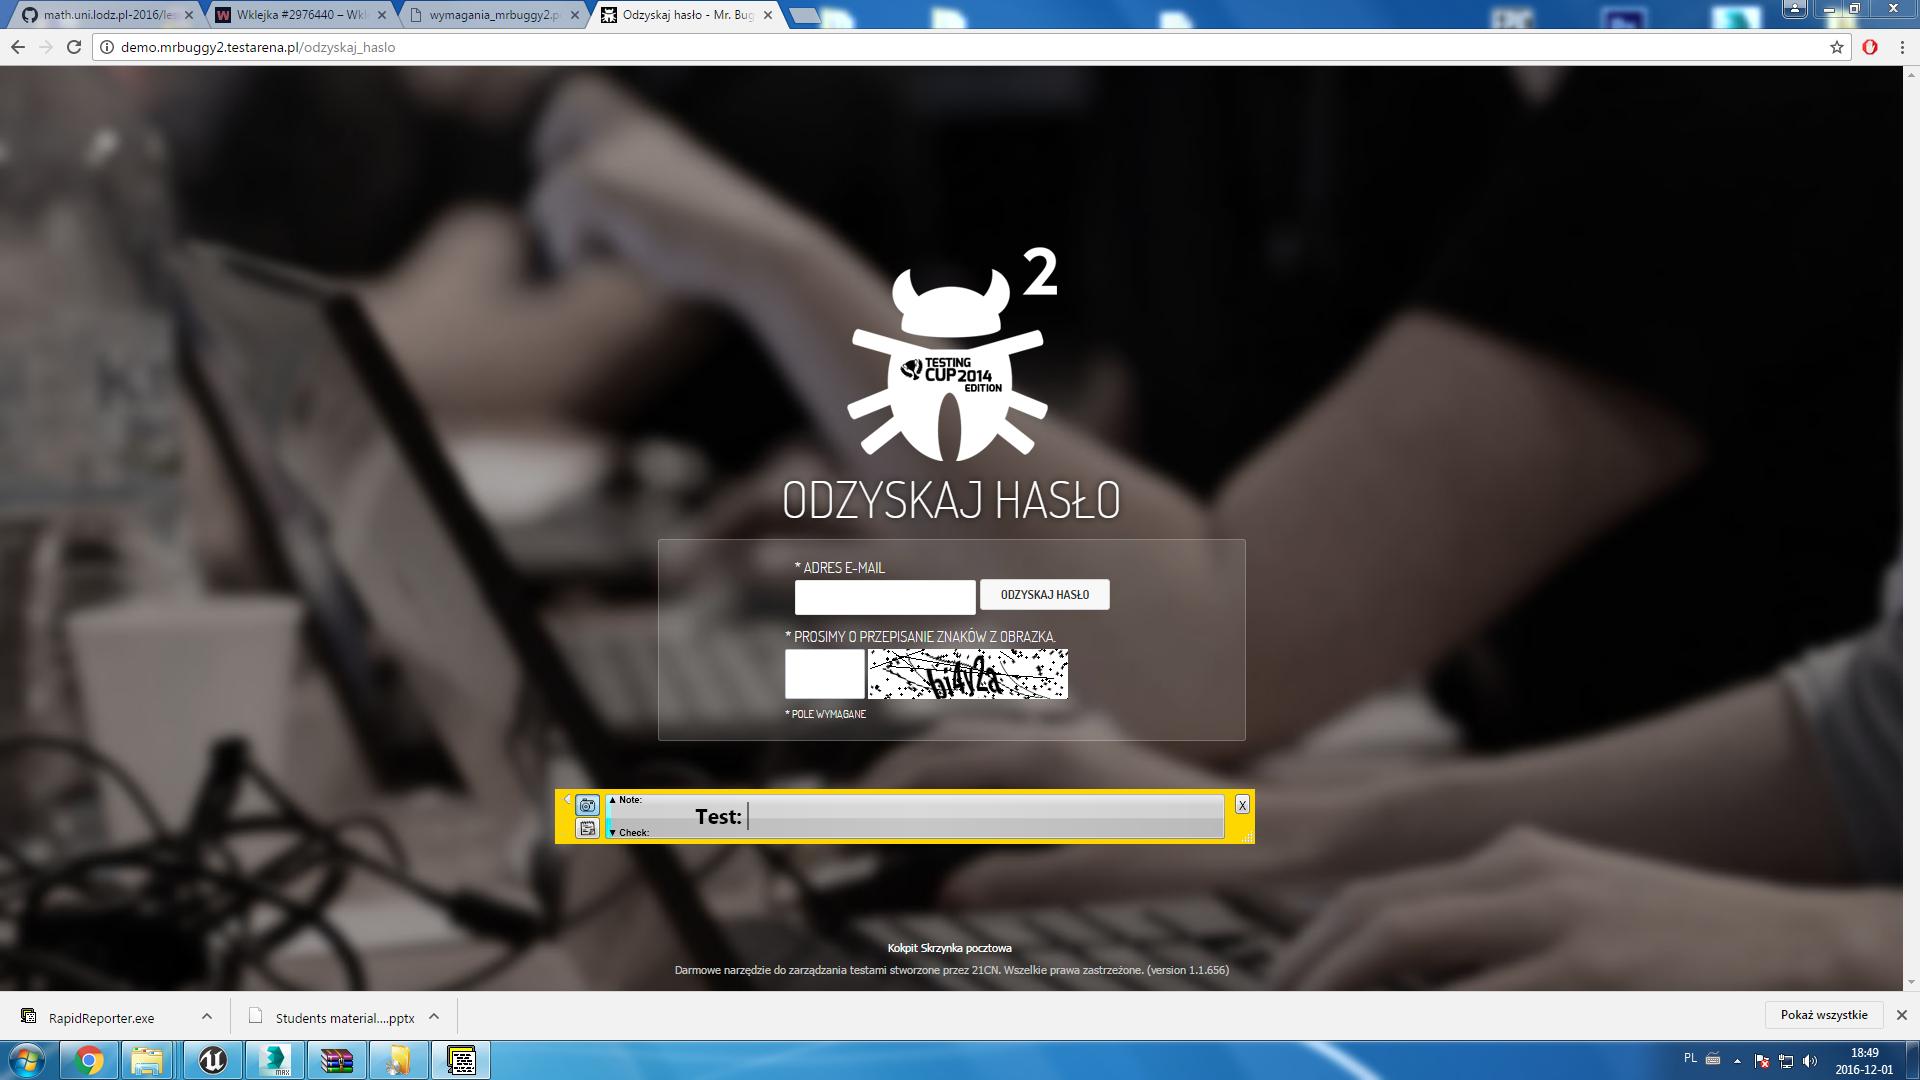 math.uni.lodz.pl-2016/les
Wklejka #2976440 – Wkl
wymagania_mrbuggy2.p
Odzyskaj hasło - Mr. Bug
demo.mrbuggy2.testarena.pl/odzyskaj_haslo
2
TESTING
CUP 2014
EDITION
ODZYSKAJ HASŁO
* ADRES E-MAIL
ODZYSKAJ HASŁO
* PROSIMY O PRZEPISANIE ZNAKÓW Z OBRAZKA.
bi4y2a
* POLE WYMAGANE
▲ Note:
Test:
▼ Check:
X
Kokpit Skrzynka pocztowa
Darmowe narzędzie do zarządzania testami stworzone przez 21CN. Wszelkie prawa zastrzeżone. (version 1.1.656)
RapidReporter.exe
Students material....pptx
Pokaż wszystkie
MAX
PL
18:49
2016-12-01